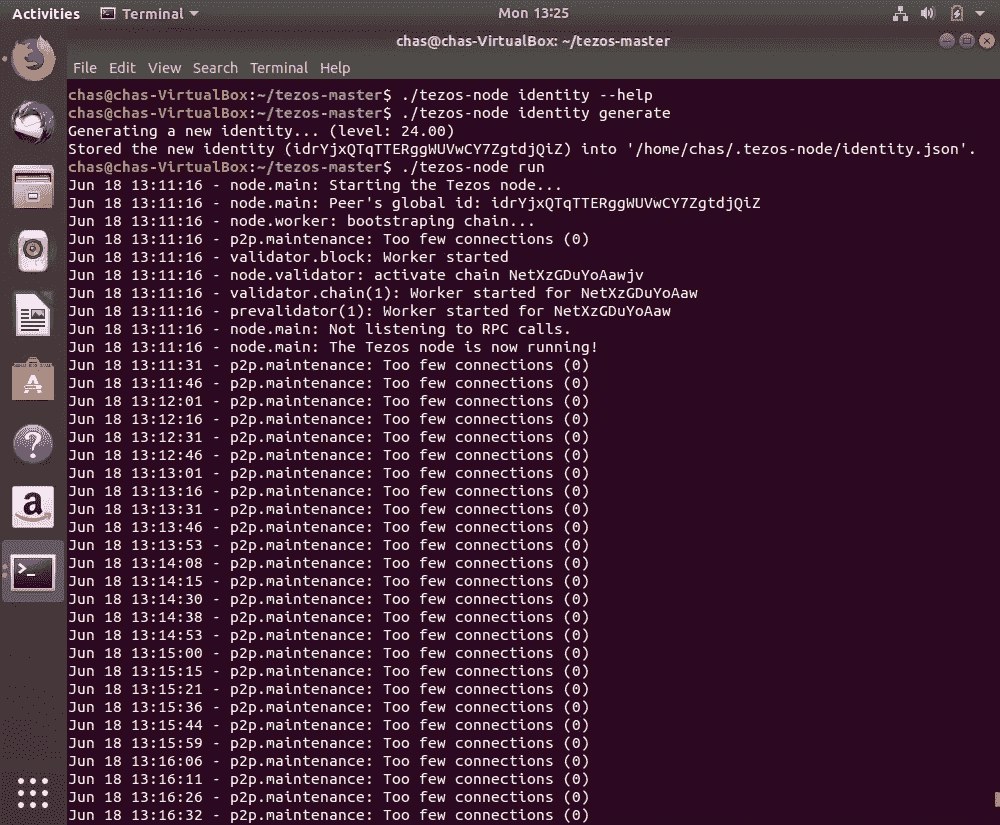 Activities Terminal Mon 13:25
chas@chas-VirtualBox: ~/tezos-master
File Edit View Search Terminal Help
chas@chas-VirtualBox:~/tezos-master$ ./tezos-node identity --help
chas@chas-VirtualBox:~/tezos-master$ ./tezos-node identity generate
Generating a new identity... (level: 24.00)
Stored the new identity (idrYjxQTqTTERggWUVwCY7ZgtdjQiZ) into '/home/chas/.tezos-node/identity.json'.
chas@chas-VirtualBox:~/tezos-master$ ./tezos-node run
Jun 18 13:11:16 - node.main: Starting the Tezos node...
Jun 18 13:11:16 - node.main: Peer's global id: idrYjxQTqTTERggWUVwCY7ZgtdjQiZ
Jun 18 13:11:16 - node.worker: bootstraping chain...
Jun 18 13:11:16 - p2p.maintenance: Too few connections (0)
Jun 18 13:11:16 - validator.block: Worker started
Jun 18 13:11:16 - node.validator: activate chain NetXzGDuYoAawjv
Jun 18 13:11:16 - validator.chain(1): Worker started for NetXzGDuYoAaw
Jun 18 13:11:16 - prevalidator(1): Worker started for NetXzGDuYoAaw
Jun 18 13:11:16 - node.main: Not listening to RPC calls.
Jun 18 13:11:16 - node.main: The Tezos node is now running!
Jun 18 13:11:31 - p2p.maintenance: Too few connections (0)
Jun 18 13:11:46 - p2p.maintenance: Too few connections (0)
Jun 18 13:12:01 - p2p.maintenance: Too few connections (0)
Jun 18 13:12:16 - p2p.maintenance: Too few connections (0)
Jun 18 13:12:31 - p2p.maintenance: Too few connections (0)
Jun 18 13:12:46 - p2p.maintenance: Too few connections (0)
Jun 18 13:13:01 - p2p.maintenance: Too few connections (0)
Jun 18 13:13:16 - p2p.maintenance: Too few connections (0)
Jun 18 13:13:31 - p2p.maintenance: Too few connections (0)
Jun 18 13:13:46 - p2p.maintenance: Too few connections (0)
Jun 18 13:13:53 - p2p.maintenance: Too few connections (0)
Jun 18 13:14:08 - p2p.maintenance: Too few connections (0)
Jun 18 13:14:15 - p2p.maintenance: Too few connections (0)
Jun 18 13:14:30 - p2p.maintenance: Too few connections (0)
Jun 18 13:14:38 - p2p.maintenance: Too few connections (0)
Jun 18 13:14:53 - p2p.maintenance: Too few connections (0)
Jun 18 13:15:00 - p2p.maintenance: Too few connections (0)
Jun 18 13:15:15 - p2p.maintenance: Too few connections (0)
Jun 18 13:15:21 - p2p.maintenance: Too few connections (0)
Jun 18 13:15:36 - p2p.maintenance: Too few connections (0)
Jun 18 13:15:44 - p2p.maintenance: Too few connections (0)
Jun 18 13:15:59 - p2p.maintenance: Too few connections (0)
Jun 18 13:16:06 - p2p.maintenance: Too few connections (0)
Jun 18 13:16:11 - p2p.maintenance: Too few connections (0)
Jun 18 13:16:26 - p2p.maintenance: Too few connections (0)
Jun 18 13:16:32 - p2p.maintenance: Too few connections (0)